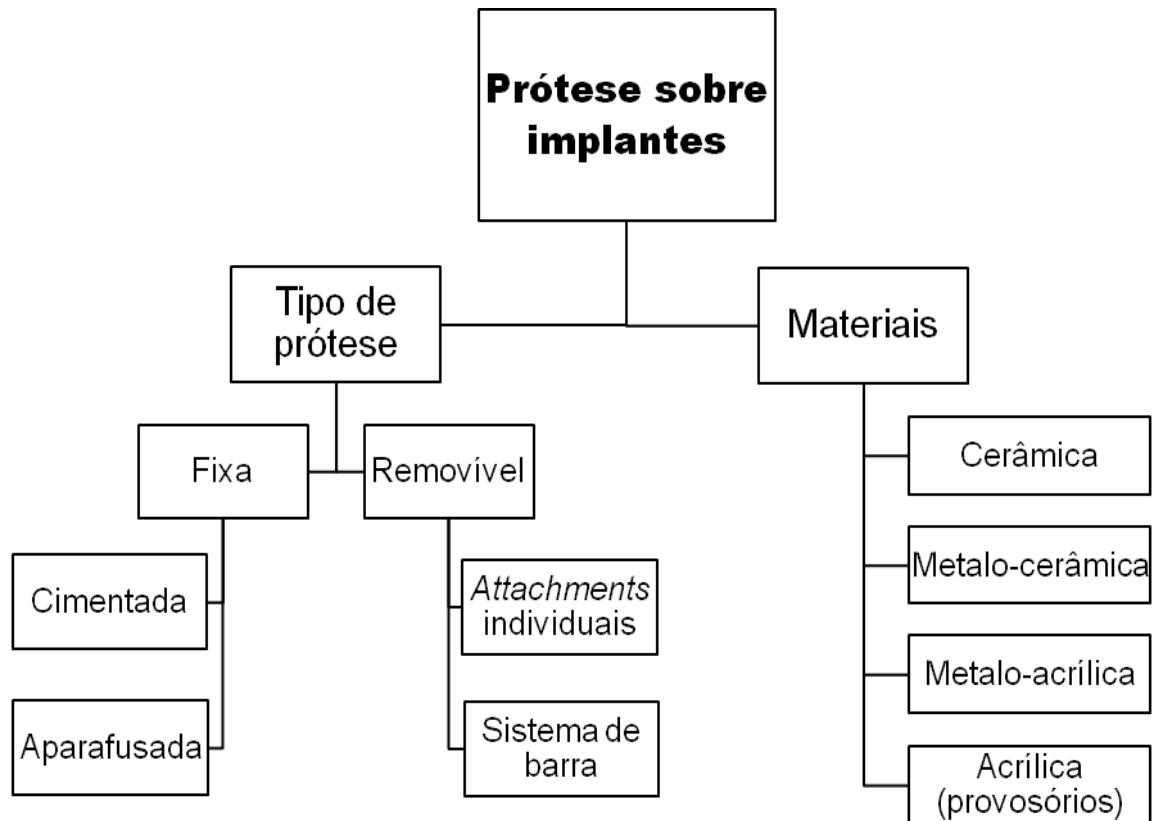 Prótese sobre
implantes
Tipo de
prótese
Materiais
Fixa
Removível
Cimentada
Aparafusada
Attachments
individuais
Sistema de
barra
Cerâmica
Metalo-cerâmica
Metalo-acrílica
Acrílica
(provosórios)